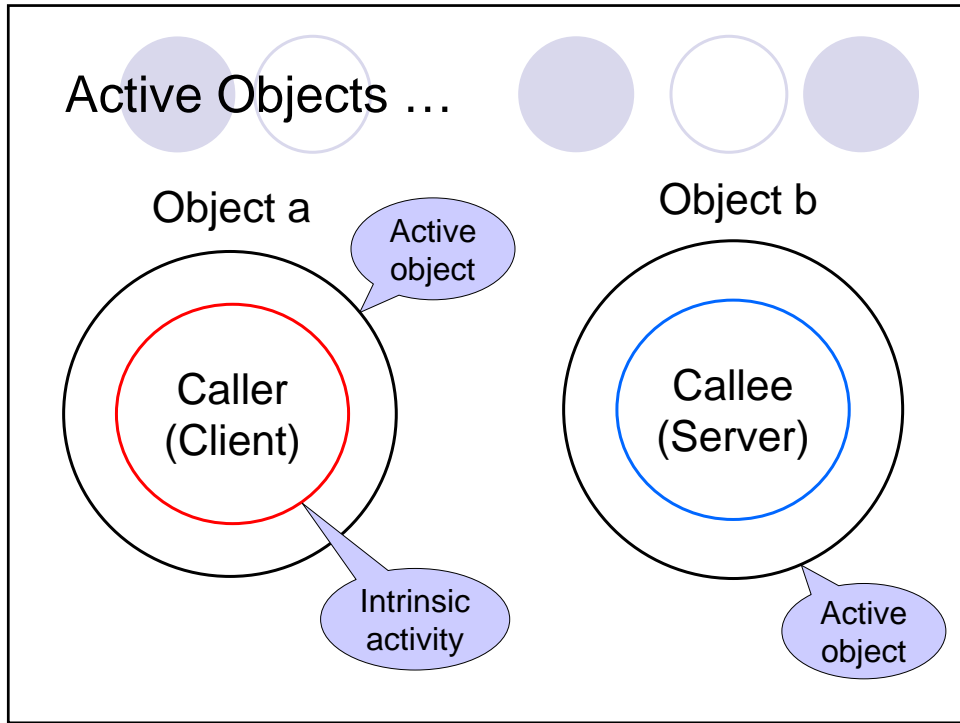 Active Objects …
Object a
Object b
Active
object
Caller
(Client)
Callee
(Server)
Intrinsic
activity
Active
object